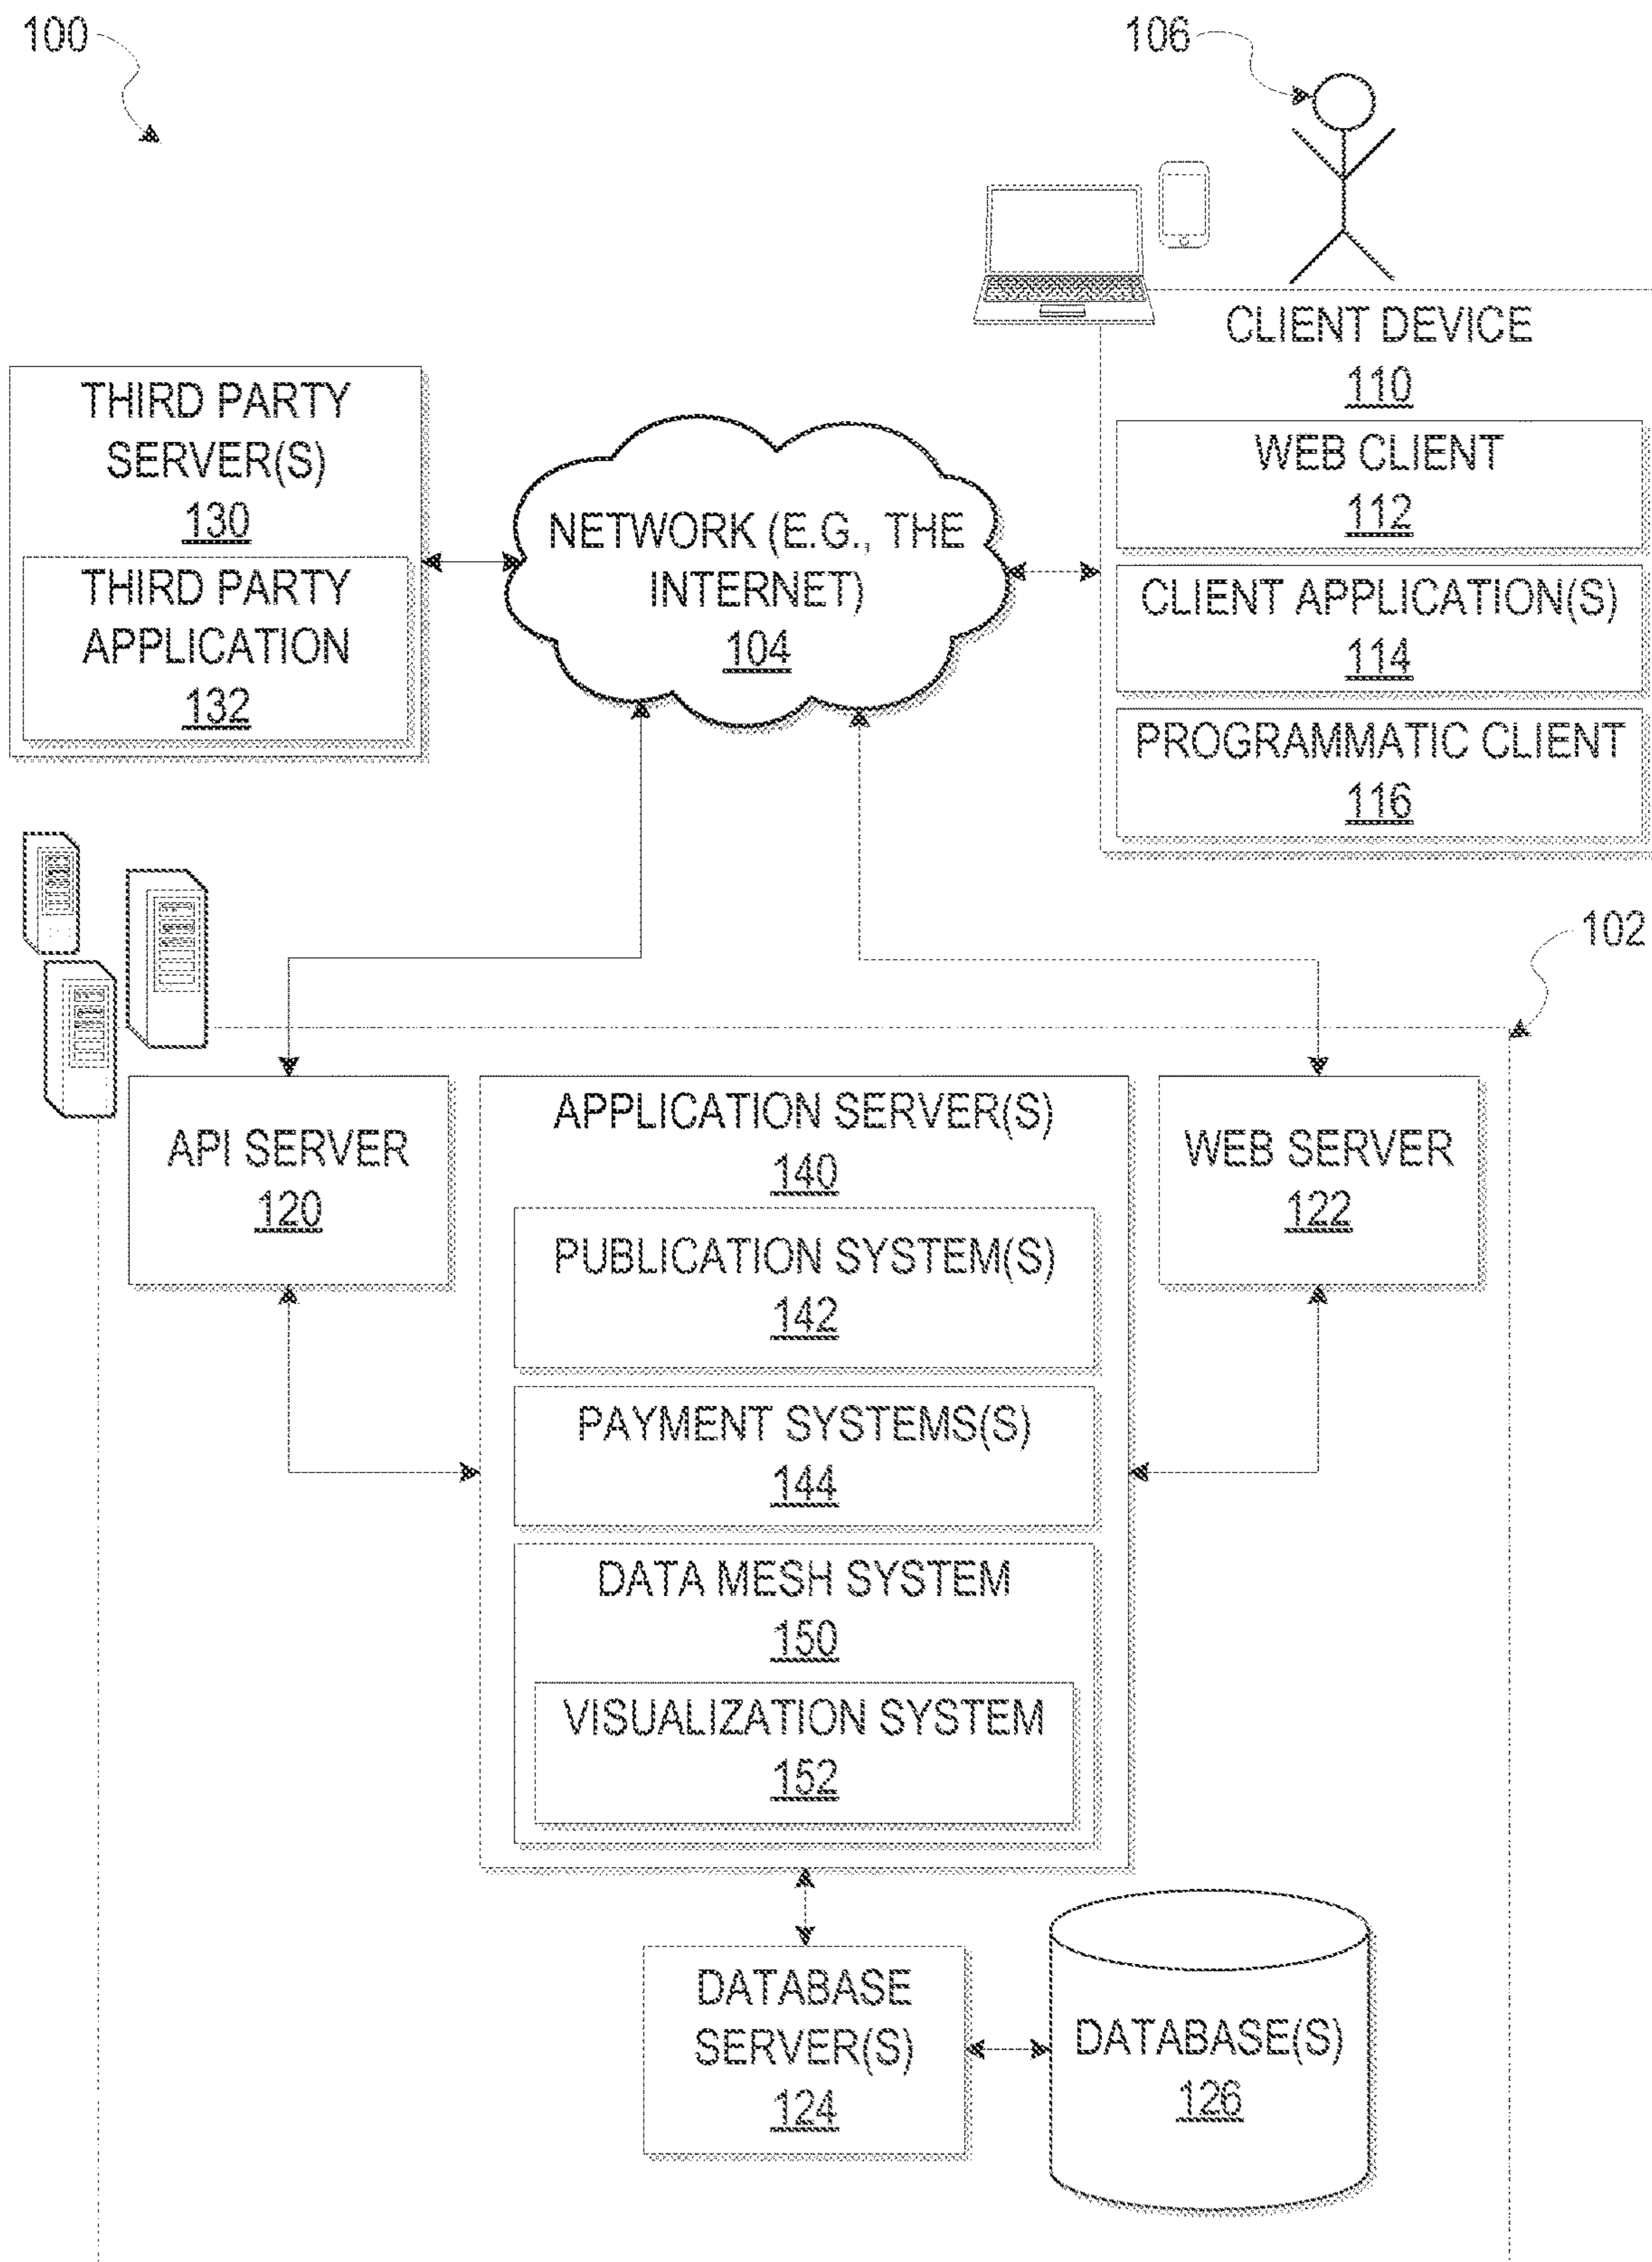 100
106
CLIENT DEVICE
110
WEB CLIENT
112
CLIENT APPLICATION(S)
114
PROGRAMMATIC CLIENT
116
THIRD PARTY
SERVER(S)
130
THIRD PARTY
APPLICATION
132
NETWORK (E.G., THE
INTERNET)
104
102
API SERVER
120
APPLICATION SERVER(S)
140
PUBLICATION SYSTEM(S)
142
PAYMENT SYSTEMS(S)
144
DATA MESH SYSTEM
150
VISUALIZATION SYSTEM
152
WEB SERVER
122
DATABASE
SERVER(S)
124
DATABASE(S)
126